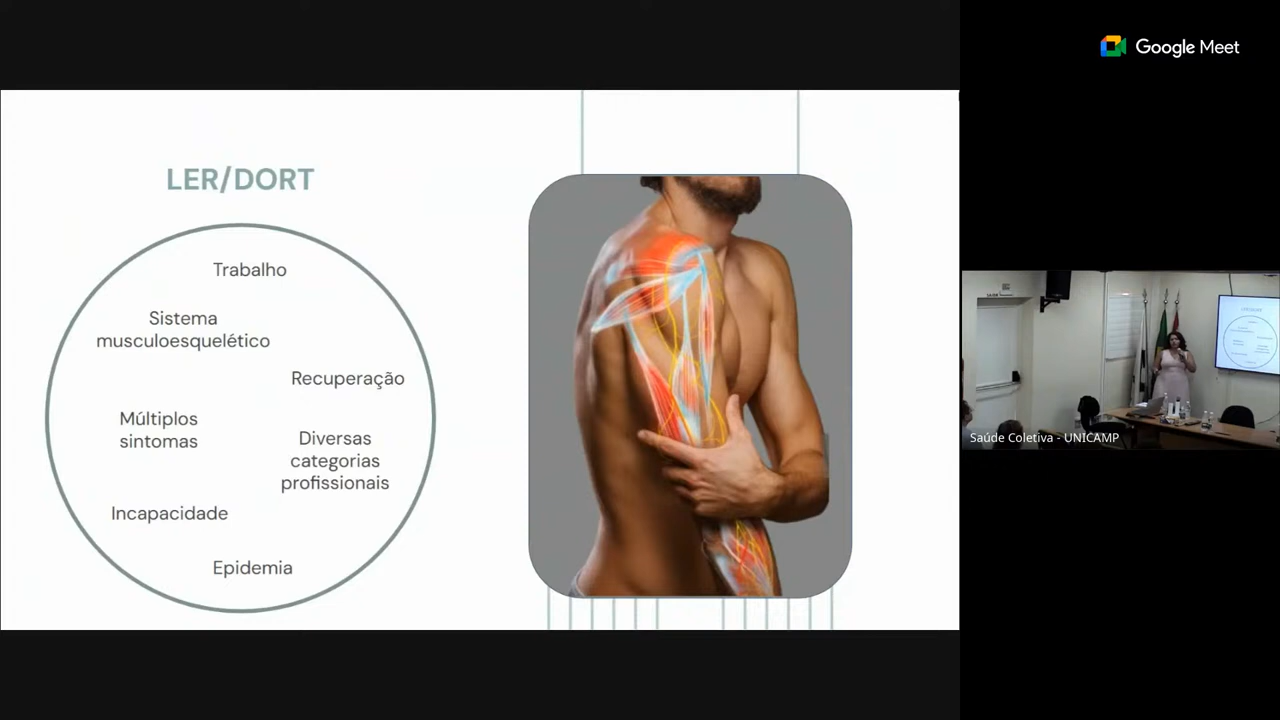 Google Meet
LER/DORT
Trabalho
Sistema
musculoesquelético
Recuperação
Múltiplos
sintomas
Diversas
categorias
profissionais
Incapacidade
Epidemia
Saúde Coletiva - UNICAMP